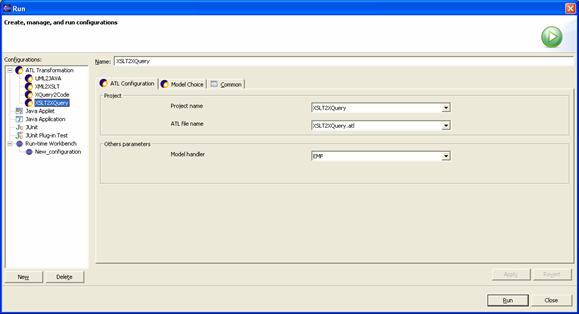 Run
Create, manage, and run configurations
Configurations:
ATL Transformation
UML2JAVA
XML2XSLT
XQuery2Code
XSLT2XQuery
Java Applet
Java Application
JUnit
JUnit Plug-in Test
Run-time Workbench
New_configuration
New
Delete
Name: XSLT2XQuery
ATL Configuration
Model Choice
Common
Project
Project name
XSLT2XQuery
ATL file name
XSLT2XQuery.atl
Others parameters
Model handler
EMF
Apply
Revert
Run
Close